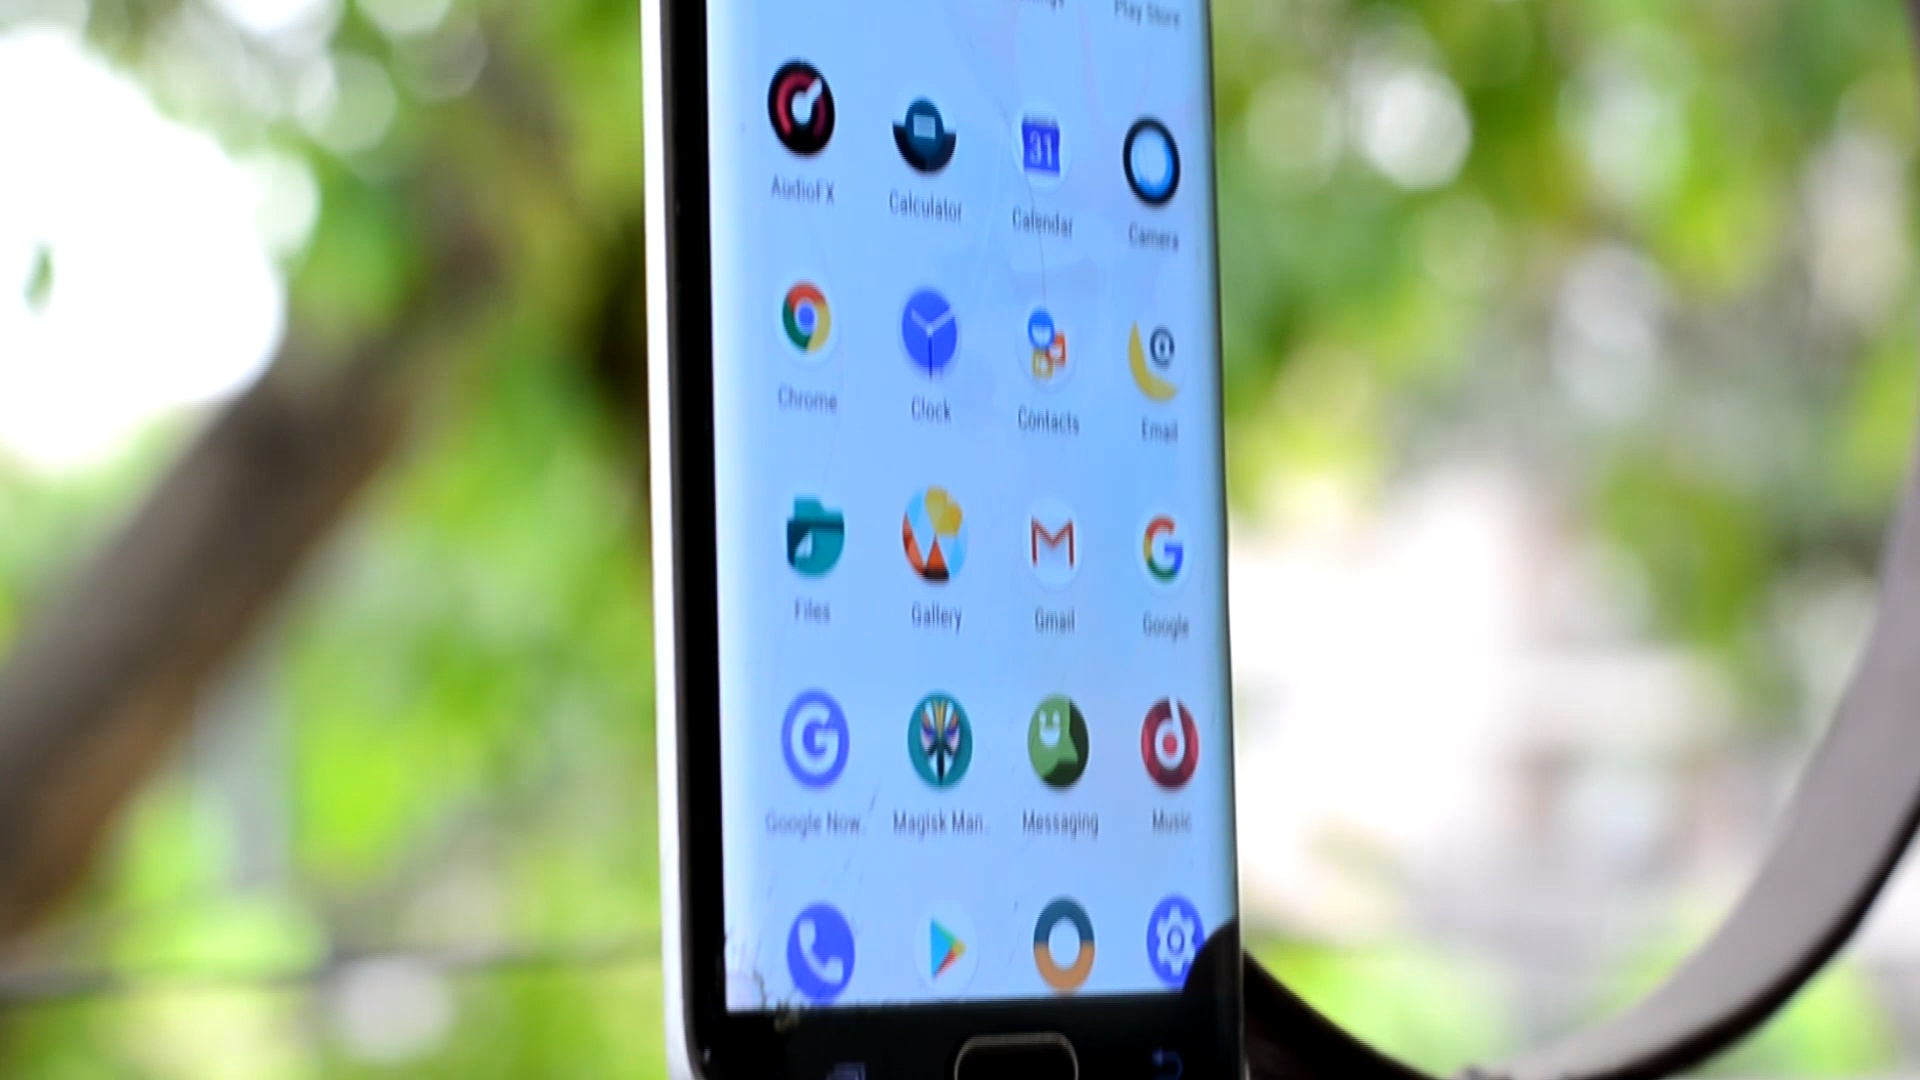 Play Store
AudioFX
Calculator
31
Calendar
Camera
Chrome
Clock
Contacts
Email
Files
Gallery
Gmail
Google
Google Now..
Magisk Man..
Messaging
Music